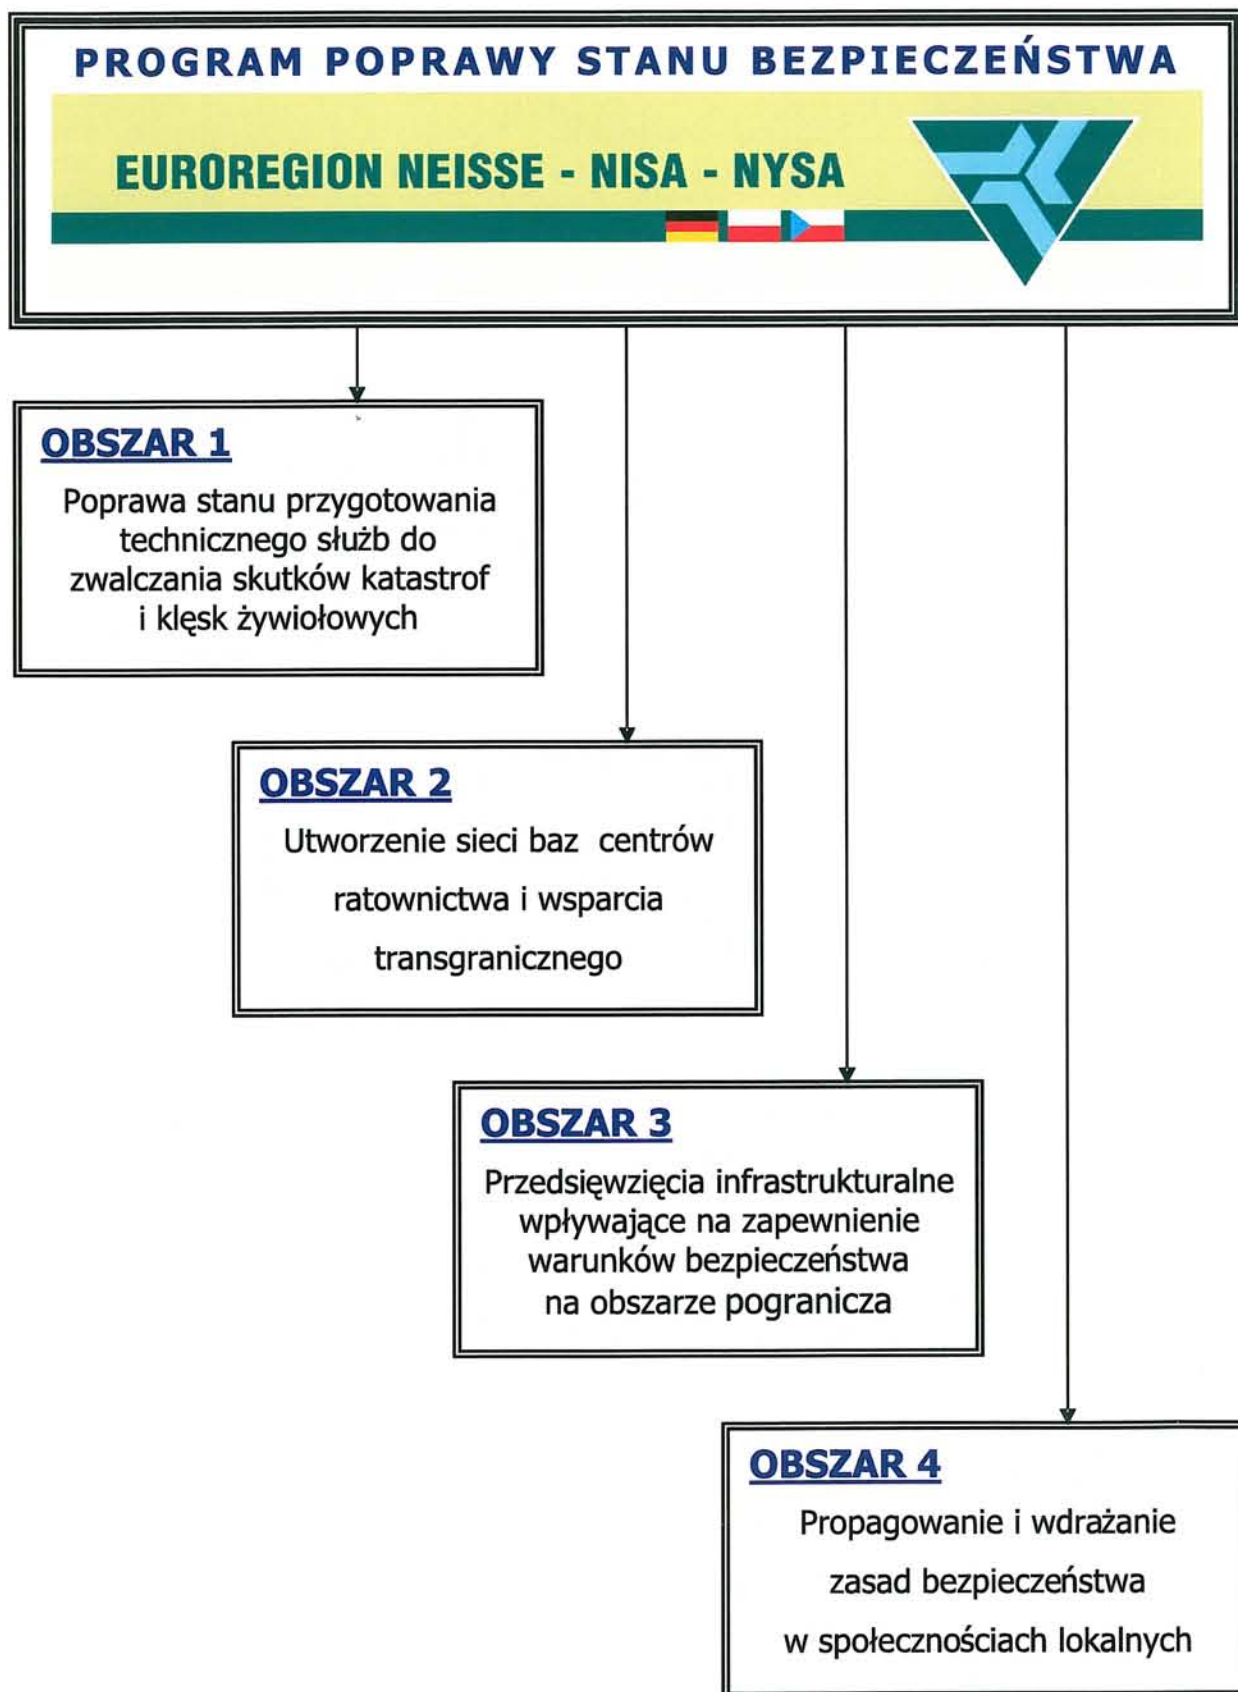 PROGRAM POPRAWY STANU BEZPIECZEŃSTWA
EUROREGION NEISSE - NISA - NYSA
OBSZAR 1
Poprawa stanu przygotowania
technicznego służb do
zwalczania skutków katastrof
i klęsk żywiołowych
OBSZAR 2
Utworzenie sieci baz centrów
ratownictwa i wsparcia
transgranicznego
OBSZAR 3
Przedsięwzięcia infrastrukturalne
wpływające na zapewnienie
warunków bezpieczeństwa
na obszarze pogranicza
OBSZAR 4
Propagowanie i wdrażanie
zasad bezpieczeństwa
w społecznościach lokalnych